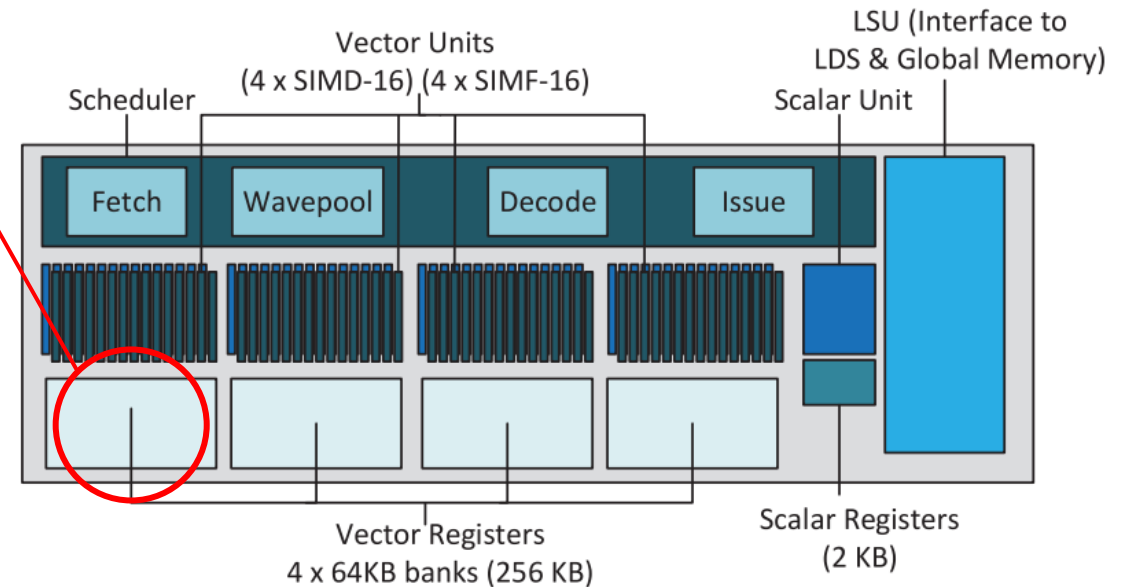 LSU (Interface to
LDS & Global Memory)
Vector Units
(4 x SIMD-16) (4 x SIMF-16)
Scheduler
Scalar Unit
Fetch
Wavepool
Decode
Issue
Vector Registers
4 x 64KB banks (256 KB)
Scalar Registers
(2 KB)